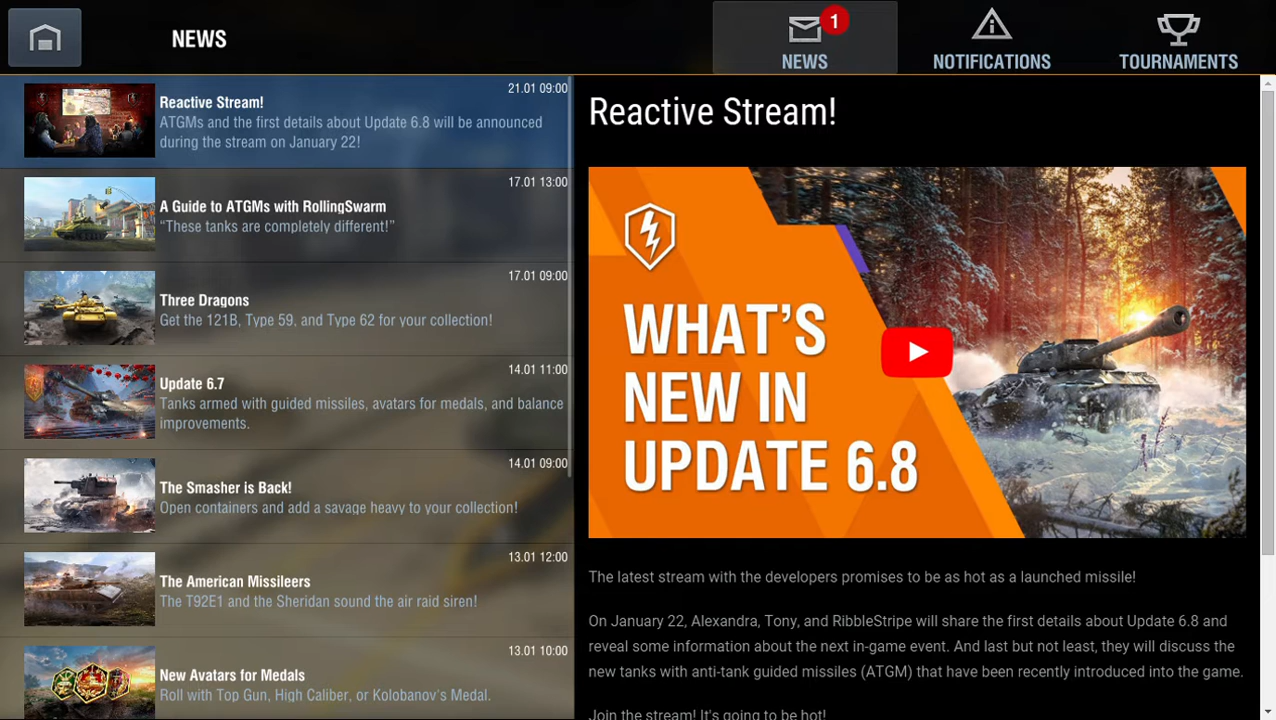 NEWS
1
NEWS
NOTIFICATIONS
TOURNAMENTS
21.01 09:00
Reactive Stream!
ATGMs and the first details about Update 6.8 will be announced
during the stream on January 22!
17.01 13:00
A Guide to ATGMs with RollingSwarm
“These tanks are completely different!”
17.01 09:00
Three Dragons
Get the 121B, Type 59, and Type 62 for your collection!
14.01 11:00
Update 6.7
Tanks armed with guided missiles, avatars for medals, and balance
improvements.
14.01 09:00
The Smasher is Back!
Open containers and add a savage heavy to your collection!
13.01 12:00
The American Missileers
The T92E1 and the Sheridan sound the air raid siren!
13.01 10:00
New Avatars for Medals
Roll with Top Gun, High Caliber, or Kolobanov's Medal.
Reactive Stream!
WHAT'S
NEW IN
UPDATE 6.8
The latest stream with the developers promises to be as hot as a launched missile!
On January 22, Alexandra, Tony, and RibbleStripe will share the first details about Update 6.8 and
reveal some information about the next in-game event. And last but not least, they will discuss the
new tanks with anti-tank guided missiles (ATGM) that have been recently introduced into the game.
Join the stream! It's going to be hot!